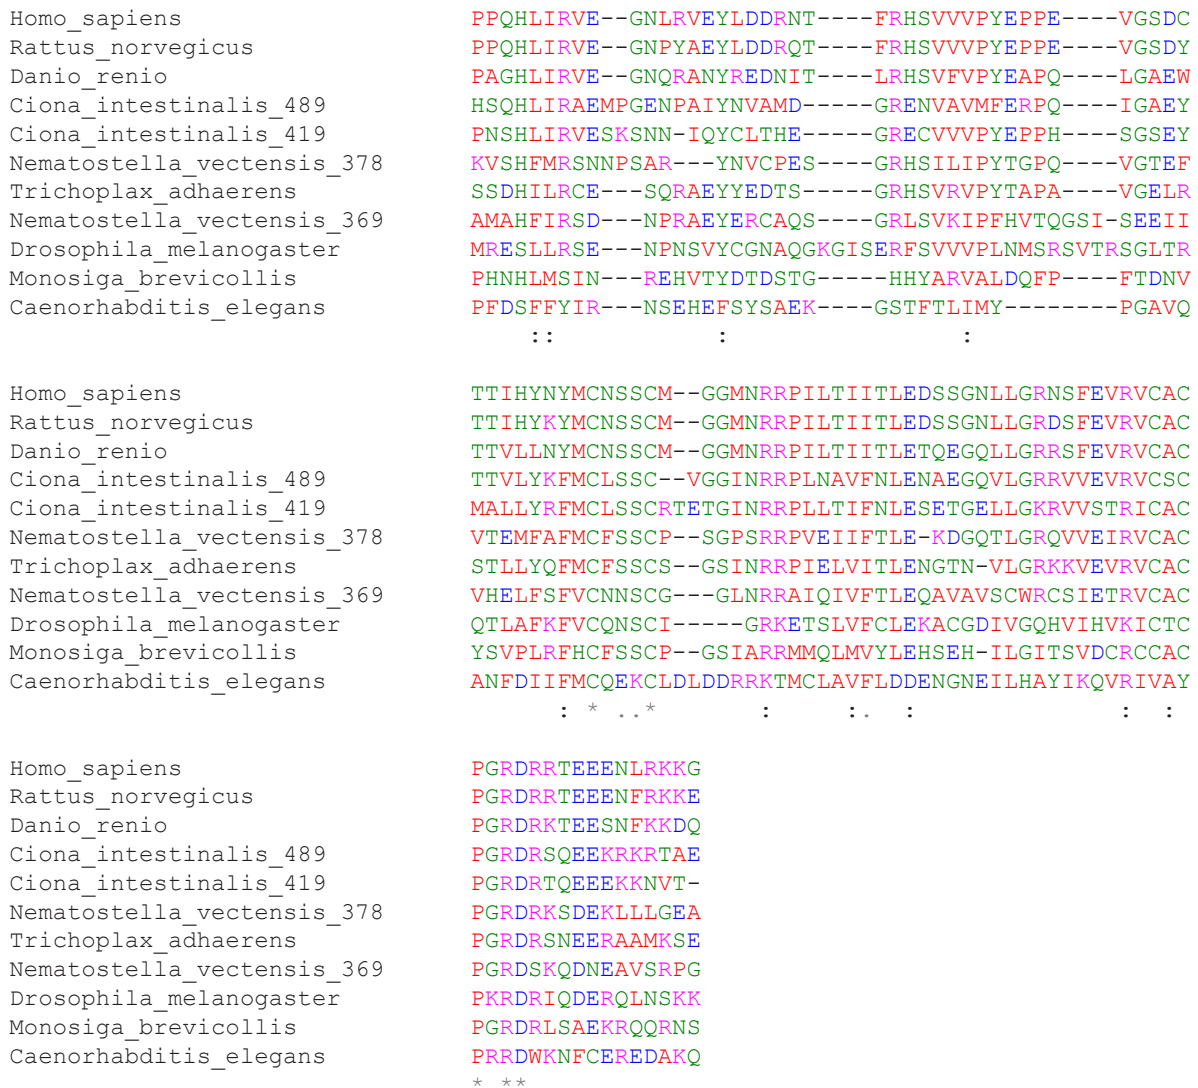 Homo_sapiens PPQHLIRVE--GNLRVEYLDDRNT----FRHSVVVPYEPPE----VGSDC
Rattus_norvegicus PPQHLIRVE--GNPYAEYLDDRQT----FRHSVVVPYEPPE----VGSDY
Danio_renio PAGHLIRVE--GNQRANYREDNIT----LRHSVFVPYEAPQ----LGAEW
Ciona_intestinalis_489 HSQHLIRAEMPGENPAIYNVAMD-----GRENVAVMFERPQ----IGAEY
Ciona_intestinalis_419 PNSHLIRVESKSNN-IQYCLTHE-----GRECVVVPYEPPH----SGSEY
Nematostella_vectensis_378 KVSHFMRSNNPSAR---YNVCPES----GRHSILIPYTGPQ----VGTEF
Trichoplax_adhaerens SSDHILRCE---SQRAEYYEDTS-----GRHSVRVPYTAPA----VGELR
Nematostella_vectensis_369 AMAHFIRSD---NPRAEYERCAQS----GRLSVKIPFHVTQGSI-SEEII
Drosophila_melanogaster MRESLLRSE---NPNSVYCGNAQGKGISERFSVVVPLNMSRSVTRSGLTR
Monosiga_brevicollis PHNHLMSIN---REHVTYDTDSTG-----HHYARVALDQFP----FTDNV
Caenorhabditis_elegans PFDSFFYIR---NSEHEFSYSAEK----GSTFTLIMY--------PGAVQ
:: : :
Homo_sapiens TTIHYNYMCNSSCM--GGMNRRPILTIITLEDSSGNLLGRNSFEVRVCAC
Rattus_norvegicus TTIHYKYMCNSSCM--GGMNRRPILTIITLEDSSGNLLGRDSFEVRVCAC
Danio_renio TTVLLNYMCNSSCM--GGMNRRPILTIITLETQEGQLLGRRSFEVRVCAC
Ciona_intestinalis_489 TTVLYKFMCLSSC--VGGINRRPLNAVFNLENAEGQVLGRRVVEVRVCSC
Ciona_intestinalis_419 MALLYRFMCLSSCRTETGINRRPLLTIFNLESETGELLGKRVVSTRICAC
Nematostella_vectensis_378 VTEMFAFMCFSSCP--SGPSRRPVEIIFTLE-KDGQTLGRQVVEIRVCAC
Trichoplax_adhaerens STLLYQFMCFSSCS--GSINRRPIELVITLENGTN-VLGRKKVEVRVCAC
Nematostella_vectensis_369 VHELFSFVCNNSCG---GLNRRAIQIVFTLEQAVAVSCWRCSIETRVCAC
Drosophila_melanogaster QTLAFKFVCQNSCI-----GRKETSLVFCLEKACGDIVGQHVIHVKICTC
Monosiga_brevicollis YSVPLRFHCFSSCP--GSIARRMMQLMVYLEHSEH-ILGITSVDCRCCAC
Caenorhabditis_elegans ANFDIIFMCQEKCLDLDDRRKTMCLAVFLDDENGNEILHAYIKQVRIVAY
: * ..* : :. : : :
Homo_sapiens PGRDRRTEEENLRKKG
Rattus_norvegicus PGRDRRTEEENFRKKE
Danio_renio PGRDRKTEESNFKKDQ
Ciona_intestinalis_489 PGRDRSQEEKRKRTAE
Ciona_intestinalis_419 PGRDRTQEEEKKNVT-
Nematostella_vectensis_378 PGRDRKSDEKLLLGEA
Trichoplax_adhaerens PGRDRSNEERAAMKSE
Nematostella_vectensis_369 PGRDSKQDNEAVSRPG
Drosophila_melanogaster PKRDRIQDERQLNSKK
Monosiga_brevicollis PGRDRLSAEKRQQRNS
Caenorhabditis_elegans PRRDWKNFCEREDAKQ
* **